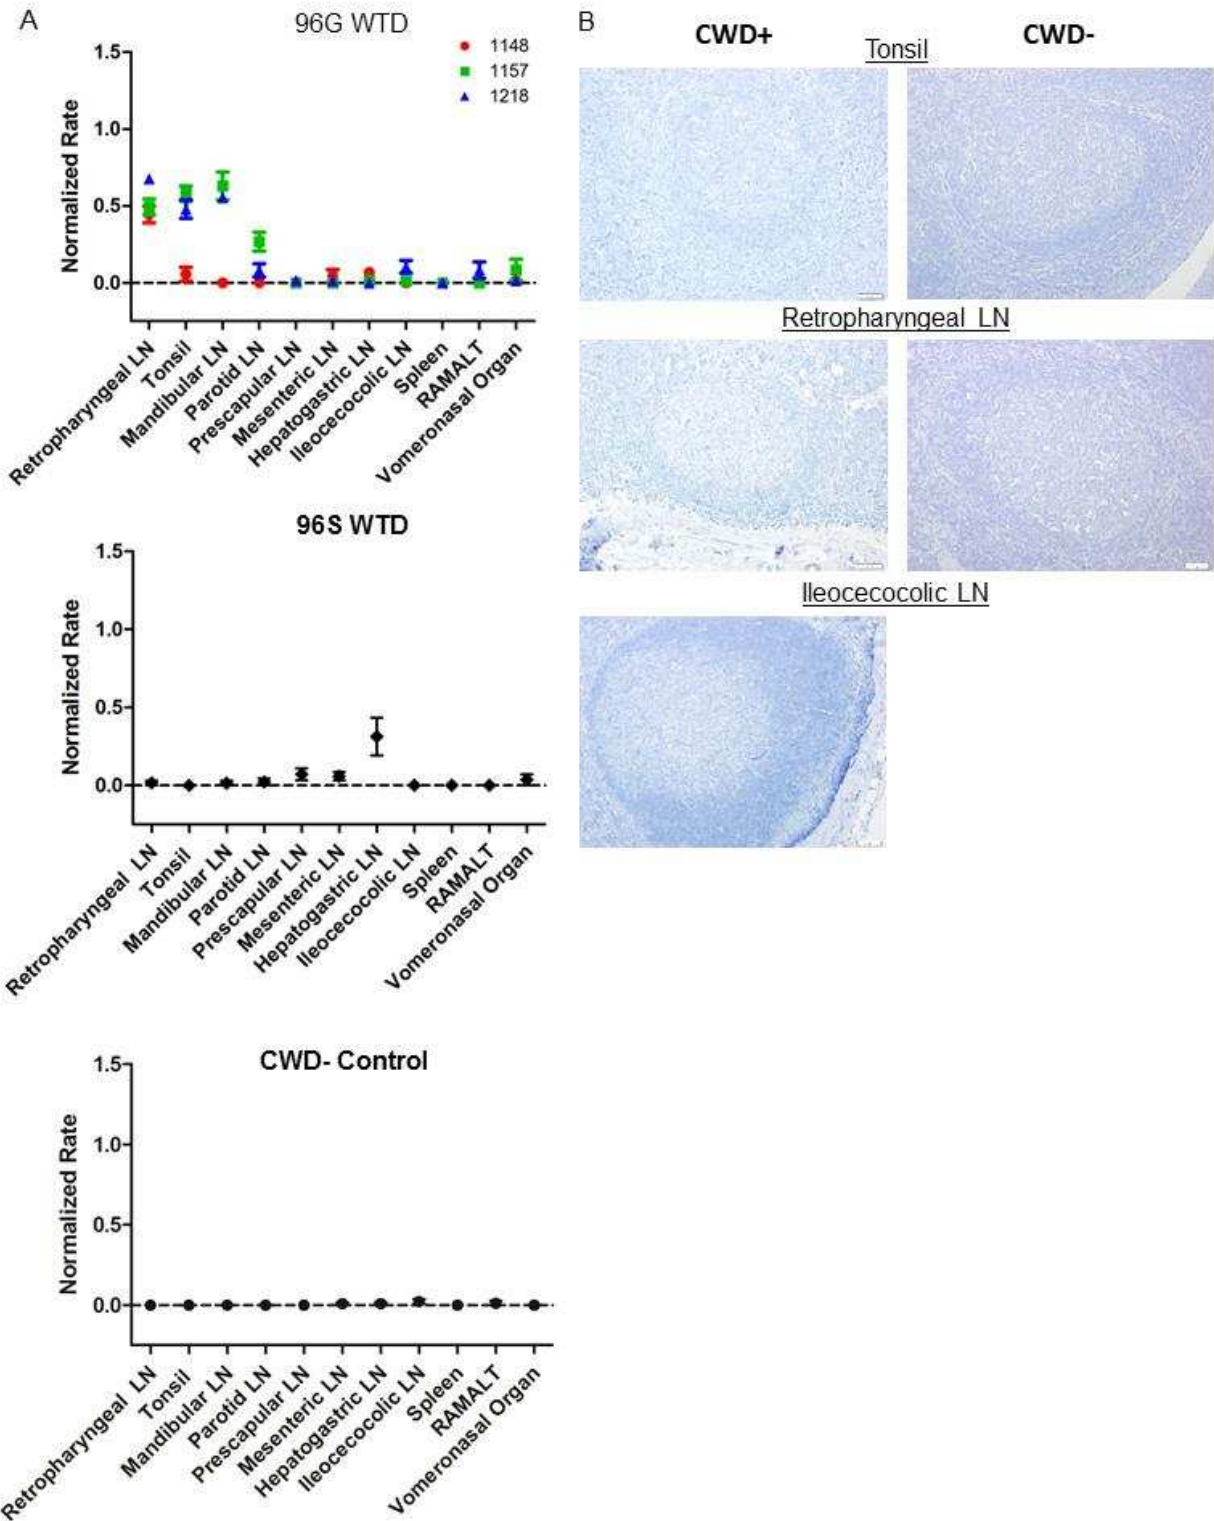 A
96G WTD
1148
1157
1218
1.5
1.0
0.5
0.0
Normalized Rate
Retropharyngeal LN
Tonsil
Mandibular LN
Parotid LN
Prescapular LN
Mesenteric LN
Hepatogastric LN
Ileococolic LN
Spleen
RAMALT
Vomeronasal Organ
96S WTD
1.5
1.0
0.5
0.0
Normalized Rate
Retropharyngeal LN
Tonsil
Mandibular LN
Parotid LN
Prescapular LN
Mesenteric LN
Hepatogastric LN
Ileocecocolic LN
Spleen
RAMALT
Vomeronasal Organ
CWD- Control
1.5
1.0
0.5
0.0
Normalized Rate
Retropharyngeal LN
Tonsil
Mandibular LN
Parotid LN
Prescapular LN
Mesenteric LN
Hepatogastric LN
Ileocecocolic LN
Spleen
RAMALT
Vomeronasal Organ
B
CWD+
CWD-
Tonsil
Retropharyngeal LN
Ileocecocolic LN